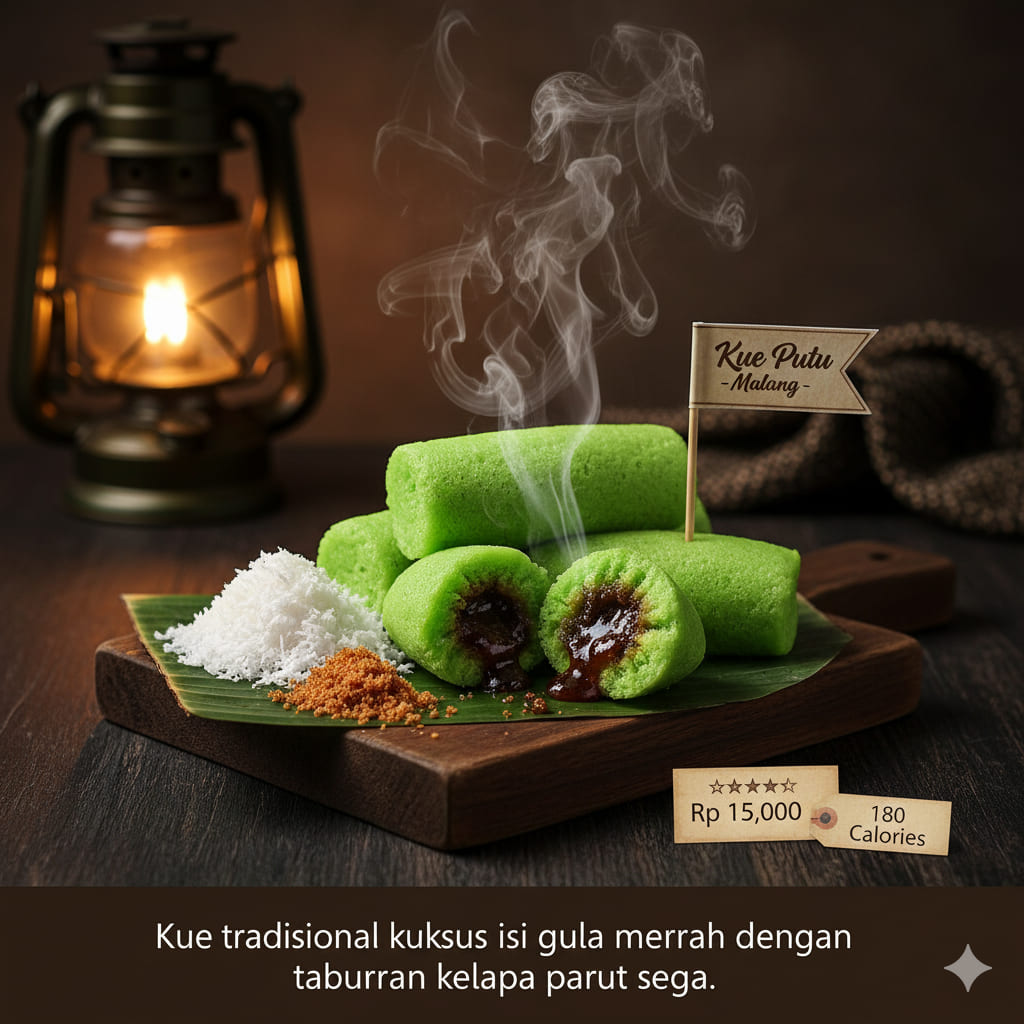 Kue Putu
-Malang-
Rp 15,000
180
Calories
Kue tradisional kuksus isi gula merrah dengan
taburran kelapa parut sega.